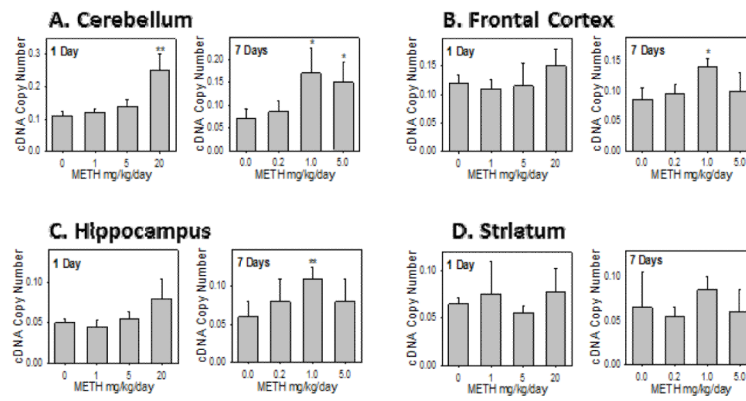 A. Cerebellum
cDNA Copy Number
0.3
0.2
0.1
0.0
1 Day
**
0 1 5 20
METH mg/kg/day
cDNA Copy Number
0.20
0.15
0.10
0.05
0.00
7 Days
* *
0.0 0.2 1.0 5.0
METH mg/kg/day
B. Frontal Cortex
cDNA Copy Number
0.15
0.10
0.05
0.00
1 Day
0 1 5 20
METH mg/kg/day
cDNA Copy Number
0.15
0.10
0.05
0.00
7 Days
*
0.0 0.2 1.0 5.0
METH mg/kg/day
C. Hippocampus
cDNA Copy Number
0.10
0.05
0.00
1 Day
0 1 5 20
METH mg/kg/day
cDNA Copy Number
0.10
0.05
0.00
7 Days
**
0.0 0.2 1.0 5.0
METH mg/kg/day
D. Striatum
cDNA Copy Number
0.10
0.05
0.00
1 Day
0 1 5 20
METH mg/kg/day
cDNA Copy Number
0.10
0.05
0.00
7 Days
0.0 0.2 1.0 5.0
METH mg/kg/day